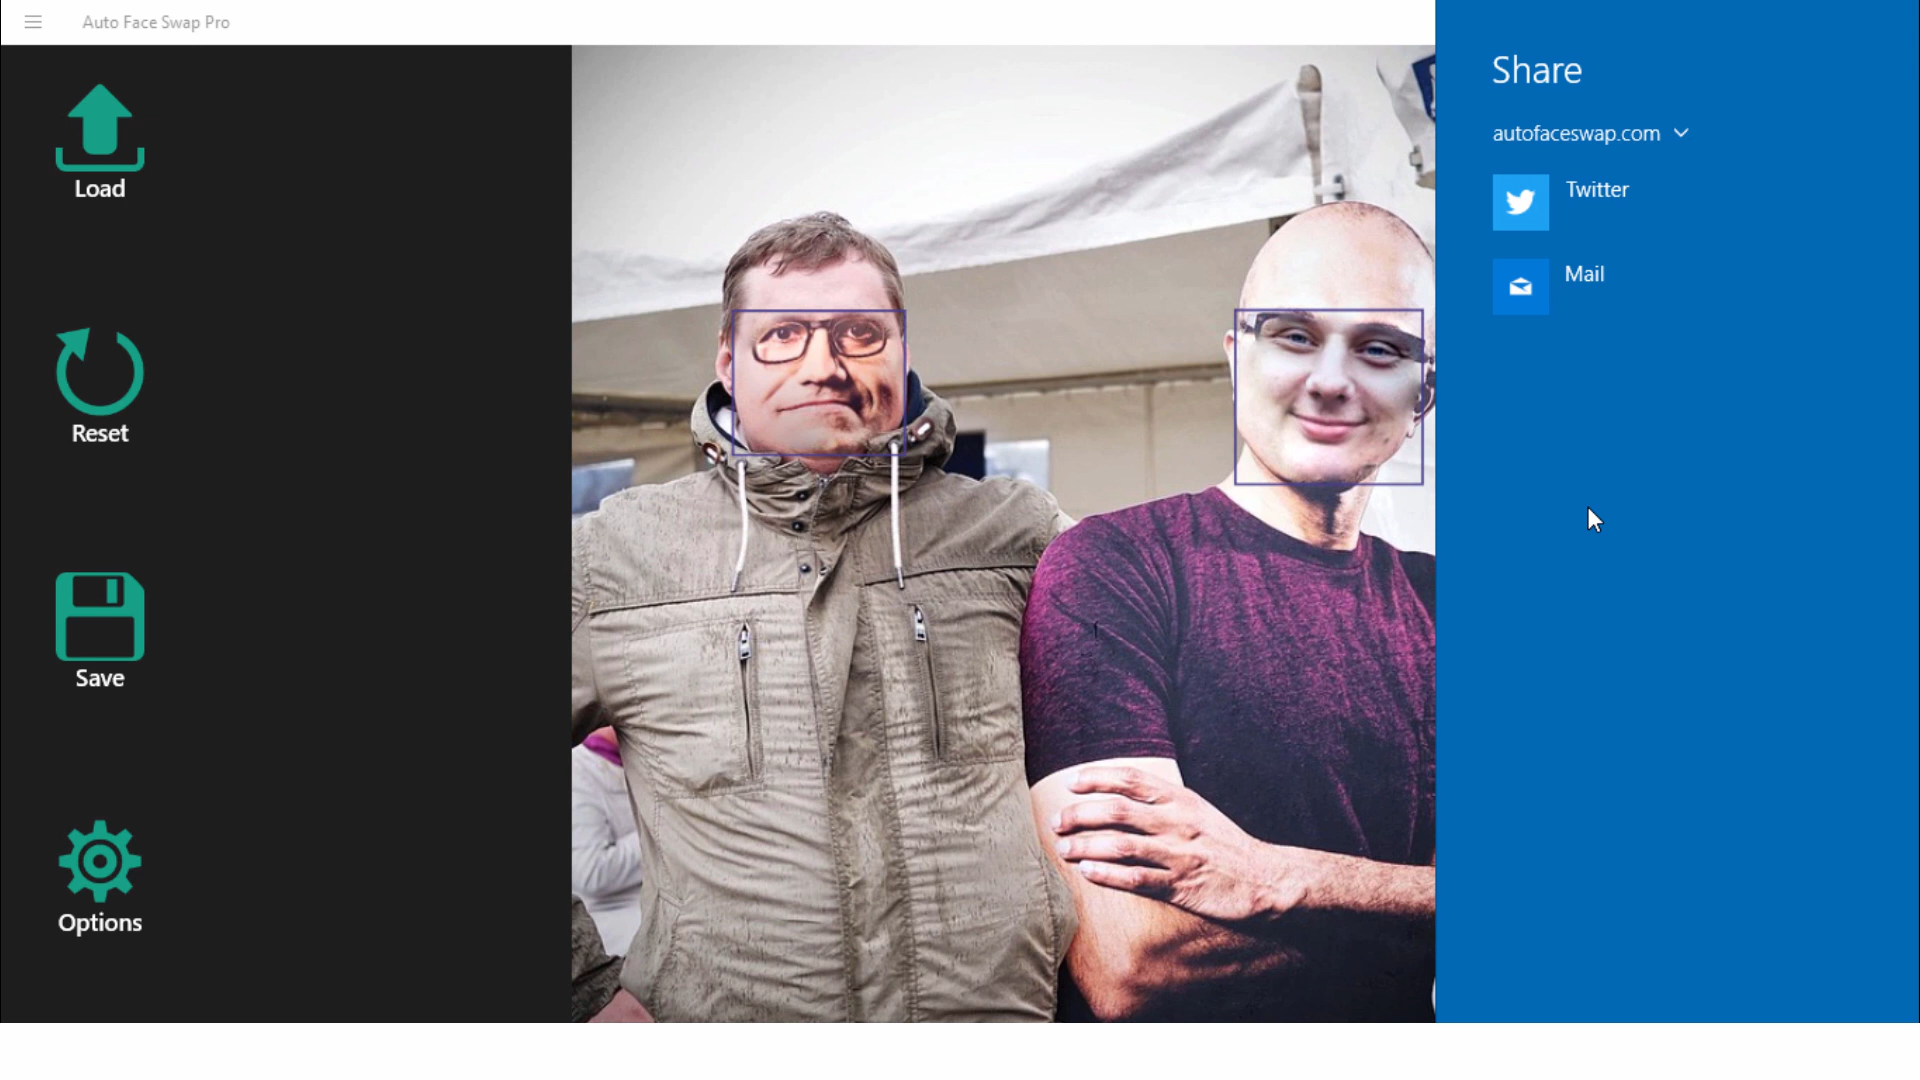 Auto Face Swap Pro
Load
Reset
Save
Options
Share
autofaceswap.com
Twitter
Mail